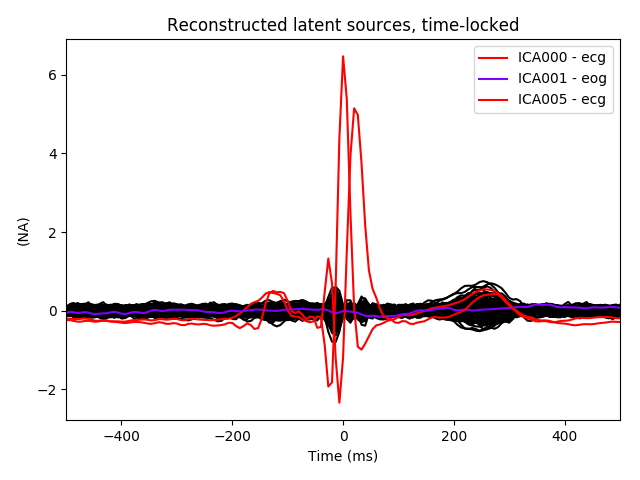 Reconstructed latent sources, time-locked
ICA000 - ecg
ICA001 - eog
ICA005 - ecg
(NA)
6
4
2
0
−2
−400 −200 0 200 400
Time (ms)